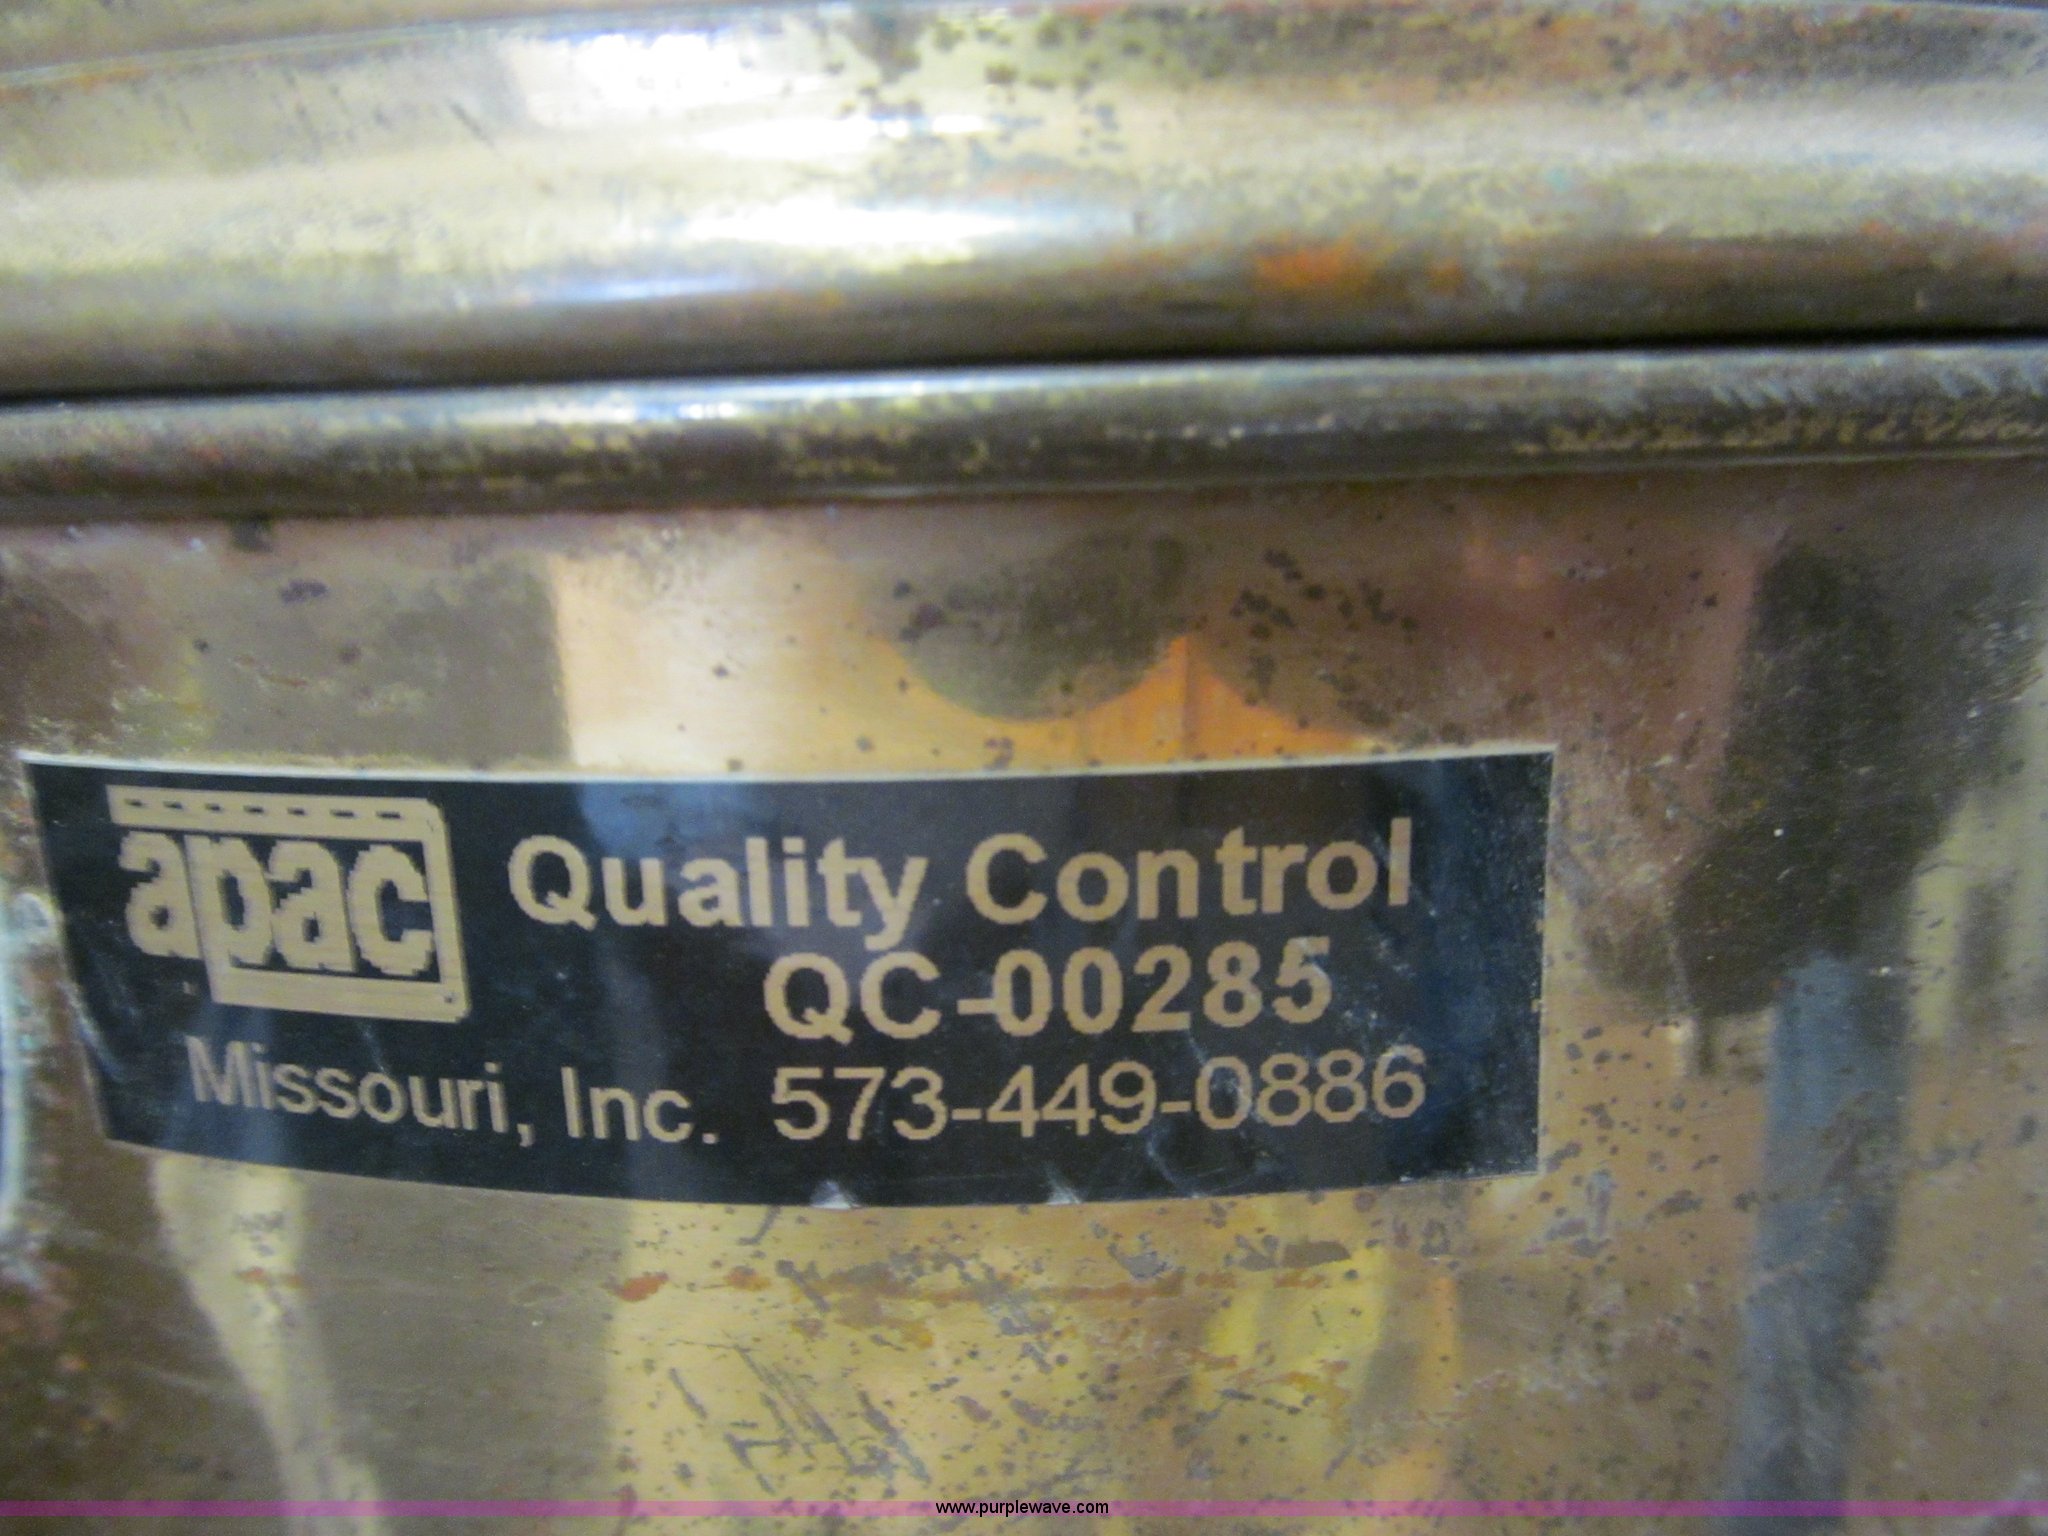 apac Quality Control
QC-00285
Missouri, Inc. 573-449-0886
www.purplewave.com